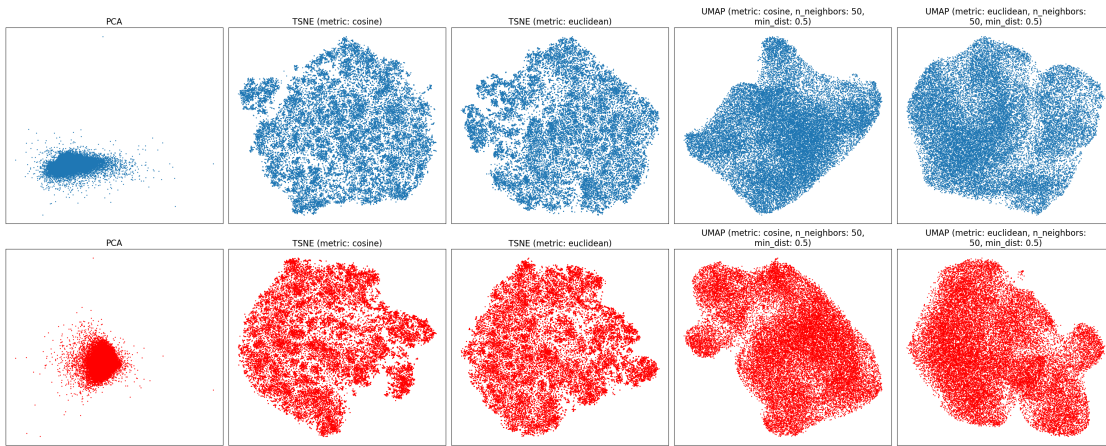 PCA
TSNE (metric: cosine)
TSNE (metric: euclidean)
UMAP (metric: cosine, n_neighbors: 50,
min_dist: 0.5)
UMAP (metric: euclidean, n_neighbors:
50, min_dist: 0.5)
PCA
TSNE (metric: cosine)
TSNE (metric: euclidean)
UMAP (metric: cosine, n_neighbors: 50,
min_dist: 0.5)
UMAP (metric: euclidean, n_neighbors:
50, min_dist: 0.5)